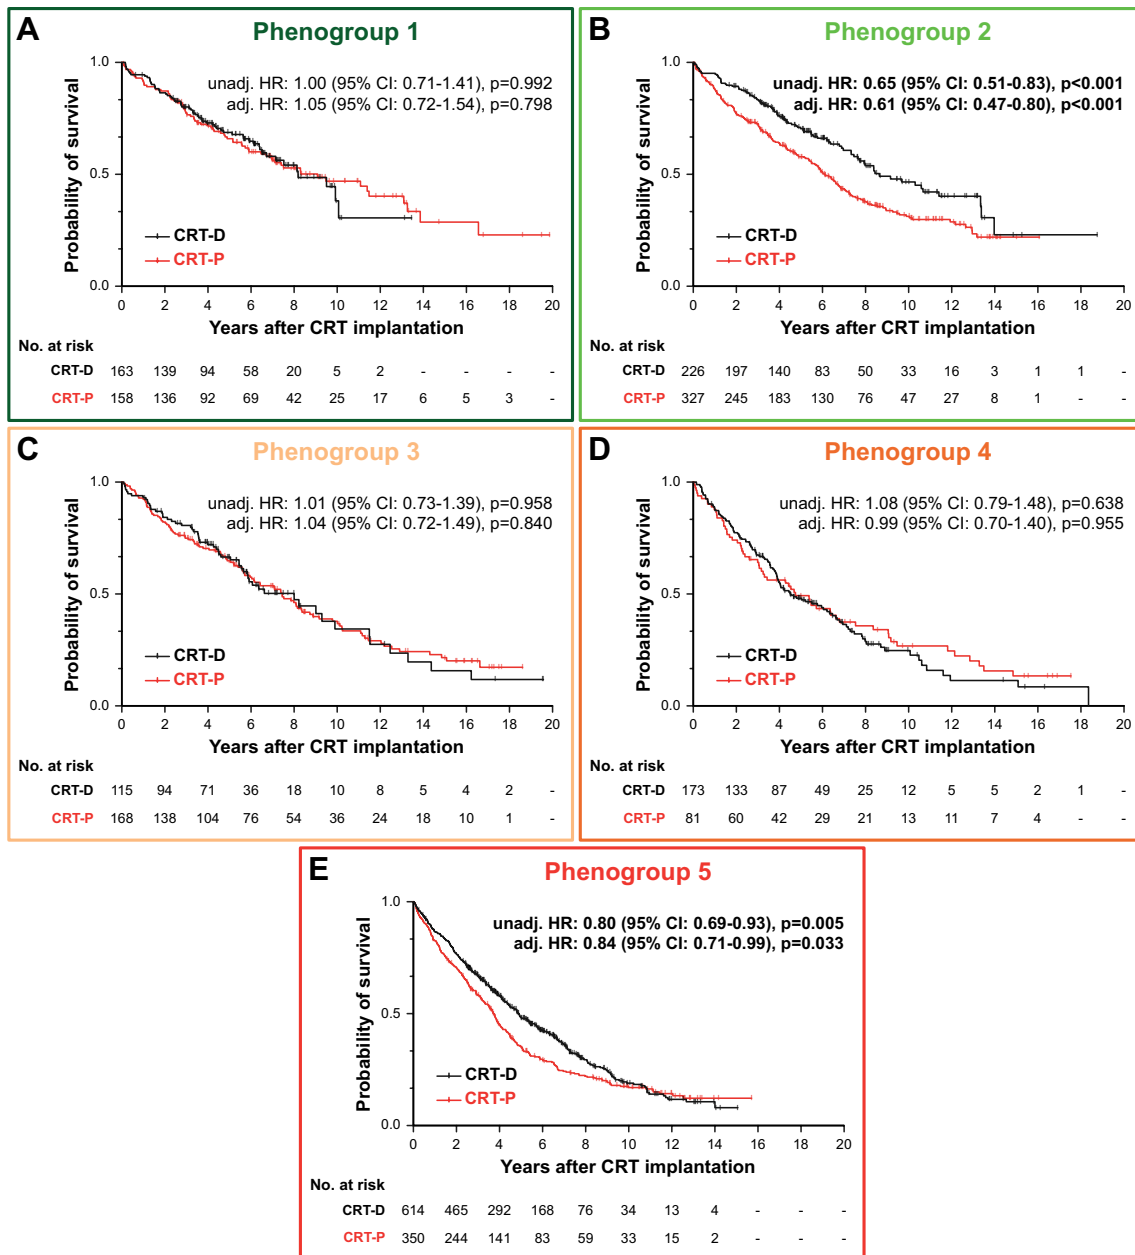 A
Phenogroup 1
unadj. HR: 1.00 (95% CI: 0.71-1.41), p=0.992
adj. HR: 1.05 (95% CI: 0.72-1.54), p=0.798
Probability of survival
1.0
0.5
0.0
CRT-D
CRT-P
0 2 4 6 8 10 12 14 16 18 20
Years after CRT implantation
No. at risk
CRT-D 163 139 94 58 20 5 2 - - - -
CRT-P 158 136 92 69 42 25 17 6 5 3 -
B
Phenogroup 2
unadj. HR: 0.65 (95% CI: 0.51-0.83), p<0.001
adj. HR: 0.61 (95% CI: 0.47-0.80), p<0.001
Probability of survival
1.0
0.5
0.0
CRT-D
CRT-P
0 2 4 6 8 10 12 14 16 18 20
Years after CRT implantation
No. at risk
CRT-D 226 197 140 83 50 33 16 3 1 1 -
CRT-P 327 245 183 130 76 47 27 8 1 - -
C
Phenogroup 3
unadj. HR: 1.01 (95% CI: 0.73-1.39), p=0.958
adj. HR: 1.04 (95% CI: 0.72-1.49), p=0.840
Probability of survival
1.0
0.5
0.0
CRT-D
CRT-P
0 2 4 6 8 10 12 14 16 18 20
Years after CRT implantation
No. at risk
CRT-D 115 94 71 36 18 10 8 5 4 2 -
CRT-P 168 138 104 76 54 36 24 18 10 1 -
D
Phenogroup 4
unadj. HR: 1.08 (95% CI: 0.79-1.48), p=0.638
adj. HR: 0.99 (95% CI: 0.70-1.40), p=0.955
Probability of survival
1.0
0.5
0.0
CRT-D
CRT-P
0 2 4 6 8 10 12 14 16 18 20
Years after CRT implantation
No. at risk
CRT-D 173 133 87 49 25 12 5 5 2 1 -
CRT-P 81 60 42 29 21 13 11 7 4 - -
E
Phenogroup 5
unadj. HR: 0.80 (95% CI: 0.69-0.93), p=0.005
adj. HR: 0.84 (95% CI: 0.71-0.99), p=0.033
Probability of survival
1.0
0.5
0.0
CRT-D
CRT-P
0 2 4 6 8 10 12 14 16 18 20
Years after CRT implantation
No. at risk
CRT-D 614 465 292 168 76 34 13 4 - - -
CRT-P 350 244 141 83 59 33 15 2 - - -